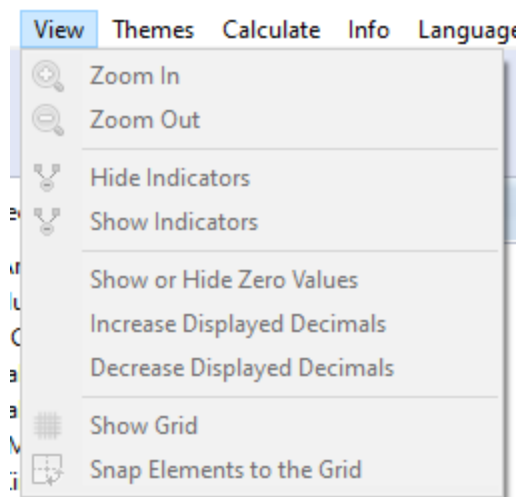 View Themes Calculate Info Language
Zoom In
Zoom Out
Hide Indicators
Show Indicators
Show or Hide Zero Values
Increase Displayed Decimals
Decrease Displayed Decimals
Show Grid
Snap Elements to the Grid